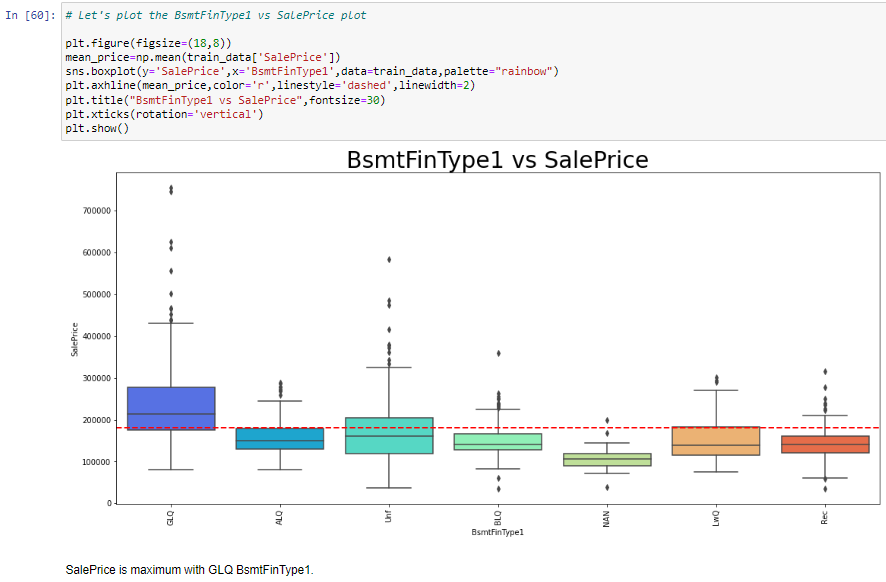 In [60]: # Let's plot the BsmtFinType1 vs SalePrice plot
plt.figure(figsize=(18,8))
mean_price=np.mean(train_data['SalePrice'])
sns.boxplot(y='SalePrice',x='BsmtFinType1',data=train_data,palette="rainbow")
plt.axhline(mean_price,color='r',linestyle='dashed',linewidth=2)
plt.title("BsmtFinType1 vs SalePrice",fontsize=30)
plt.xticks(rotation='vertical')
plt.show()
BsmtFinType1 vs SalePrice
700000
600000
500000
400000
300000
200000
100000
0
SalePrice
GLQ
ALQ
Unf
BLQ
NAN
LwQ
Rec
BsmtFinType1
SalePrice is maximum with GLQ BsmtFinType1.